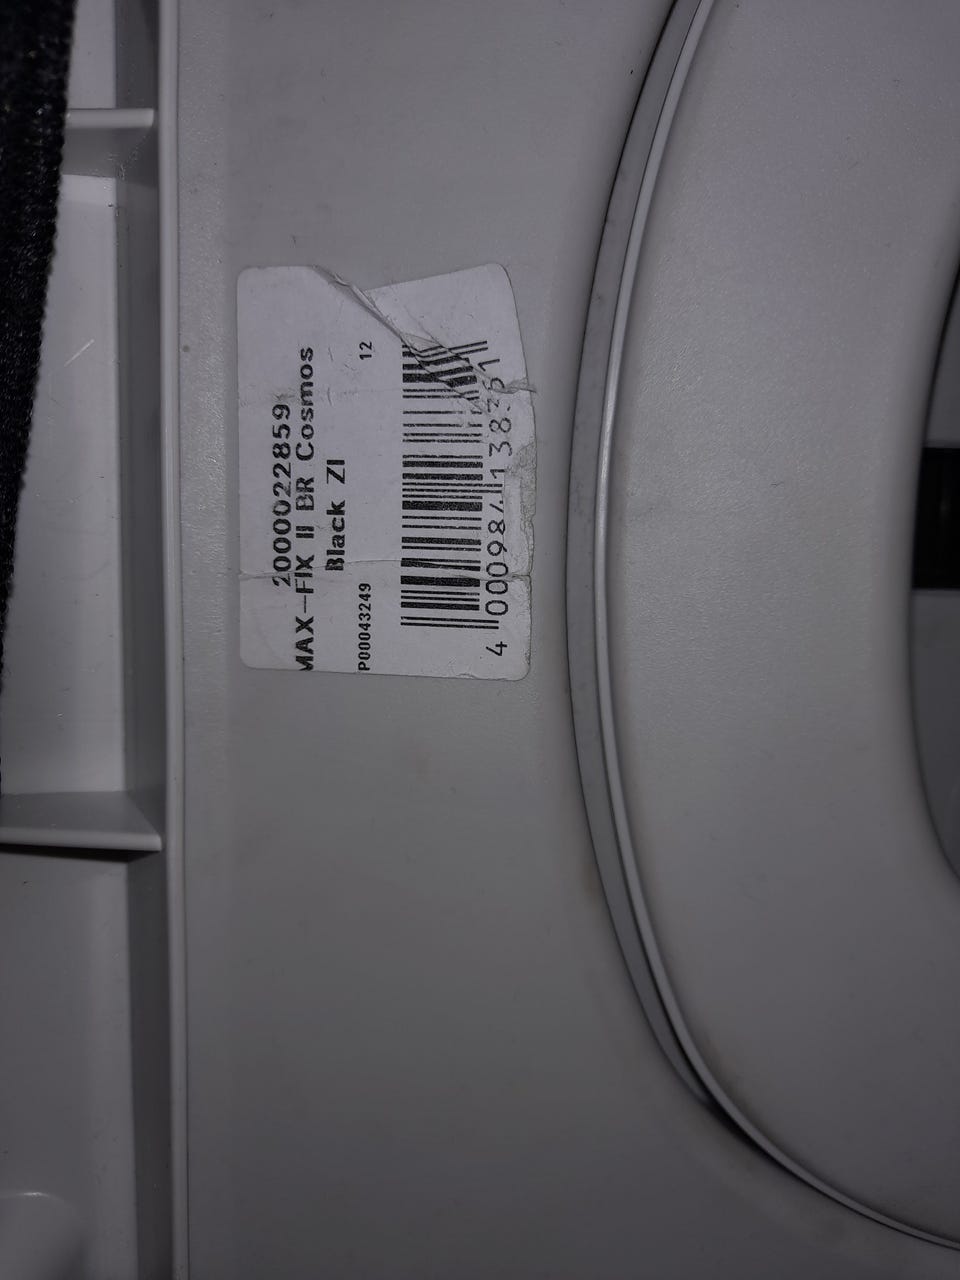 2000022859
MAX-FIX II BR Cosmos
Black ZI
P00043249 12